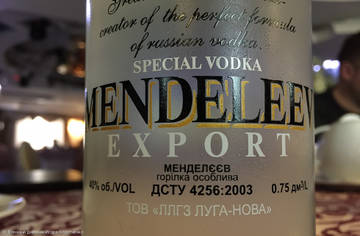 creator of the perfect formula
of russian vodka.
SPECIAL VODKA
MENDELEEV
EXPORT
МЕНДЕЛЄЄВ
горілка особлива
40% об./VOL ДСТУ 4256:2003 0.75 дм³/L
ТОВ «ЛЛГЗ ЛУГА-НОВА»